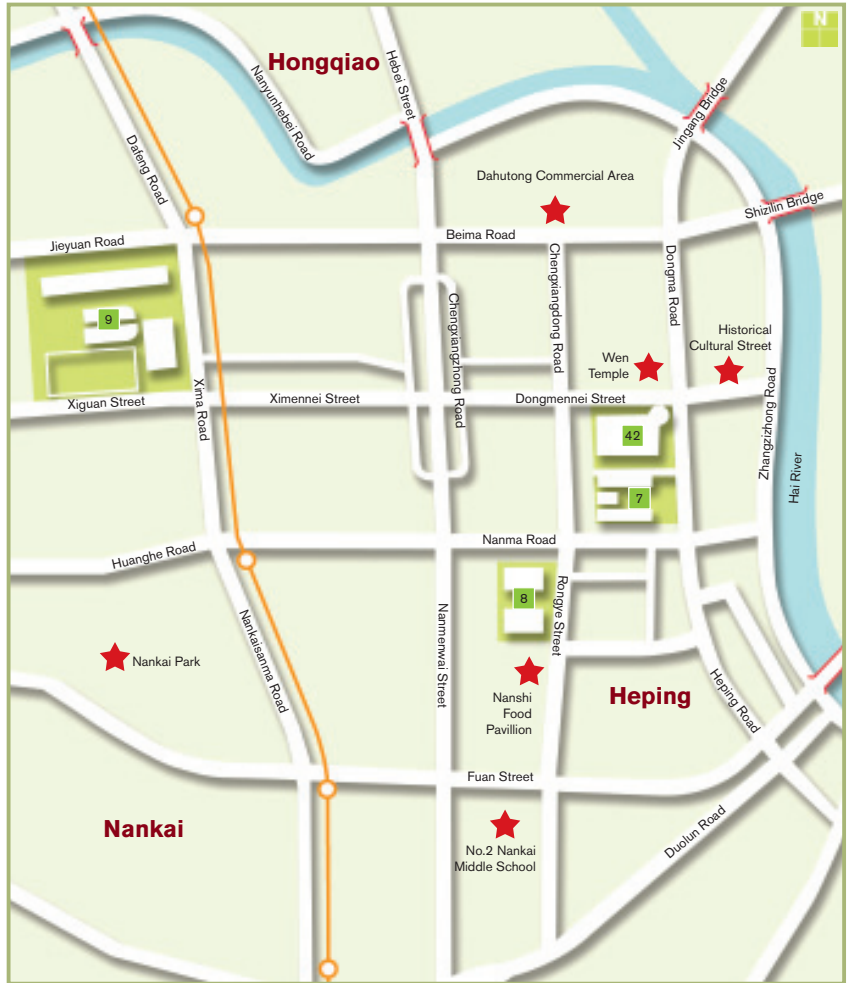 N
Hongqiao
Hebei Street
Nanyunhebei Road
Jingang Bridge
Dafeng Road
Dahutong Commercial Area
Shizilin Bridge
Jieyuan Road
Beima Road
Dongma Road
Chengxiangdong Road
Chengxiangzhong Road
9
Historical
Cultural Street
Wen
Temple
Xima Road
Zhangzizhong Road
Xiguan Street
Ximennei Street
Dongmennei Street
42
Hai River
7
Nanma Road
Huanghe Road
8
Rongye Street
Nanmenwai Street
Nankaisanma Road
Nankai Park
Heping Road
Nanshi
Food
Pavillion
Heping
Fuan Street
Nankai
Duolun Road
No.2 Nankai
Middle School